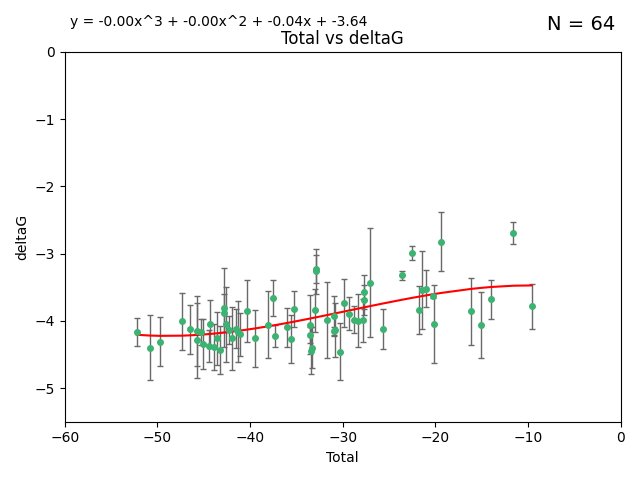 y = -0.00x^3 + -0.00x^2 + -0.04x + -3.64
N = 64
Total vs deltaG
0
−1
−2
−3
−4
−5
deltaG
−60 −50 −40 −30 −20 −10 0
Total